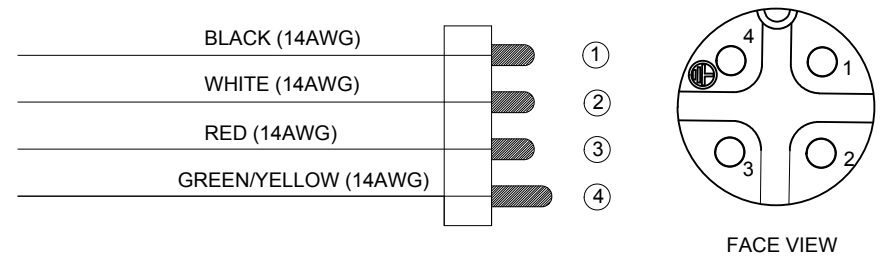 BLACK (14AWG)
1
WHITE (14AWG)
2
RED (14AWG)
3
GREEN/YELLOW (14AWG)
4
4
1
3
2
FACE VIEW